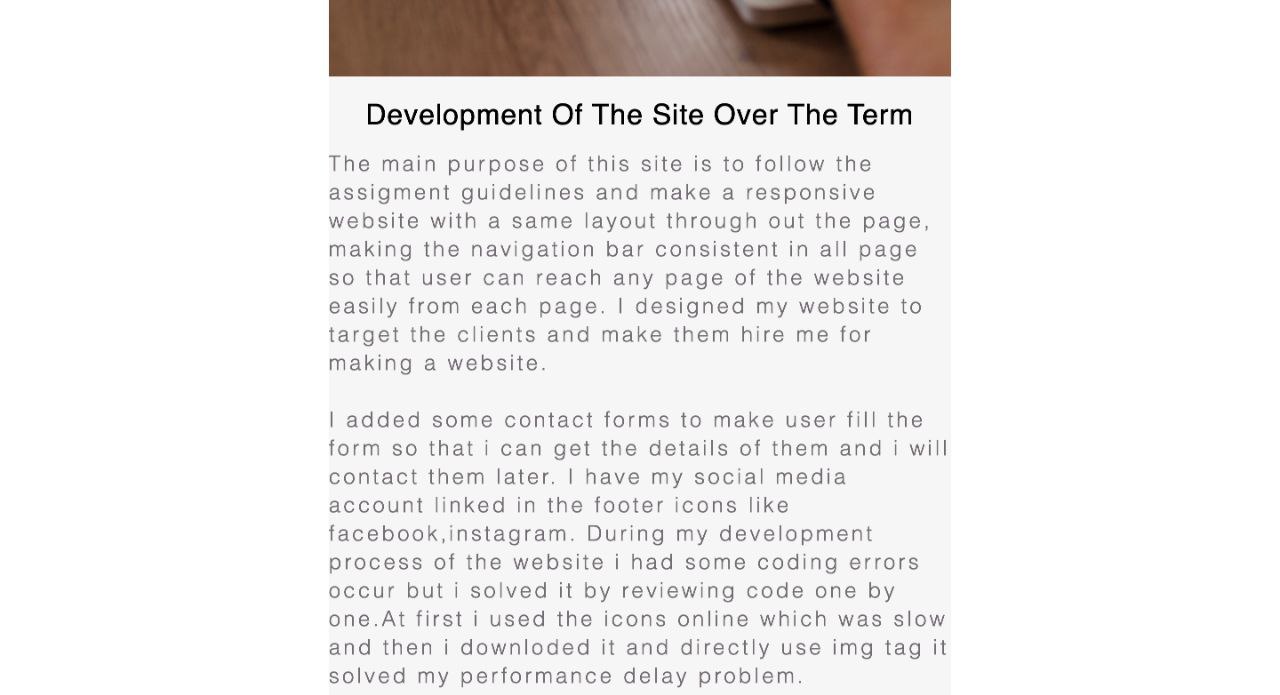 Development Of The Site Over The Term
The main purpose of this site is to follow the
assigment guidelines and make a responsive
website with a same layout through out the page,
making the navigation bar consistent in all page
so that user can reach any page of the website
easily from each page. I designed my website to
target the clients and make them hire me for
making a website.
I added some contact forms to make user fill the
form so that i can get the details of them and i will
contact them later. I have my social media
account linked in the footer icons like
facebook,instagram. During my development
process of the website i had some coding errors
occur but i solved it by reviewing code one by
one.At first i used the icons online which was slow
and then i downloded it and directly use img tag it
solved my performance delay problem.